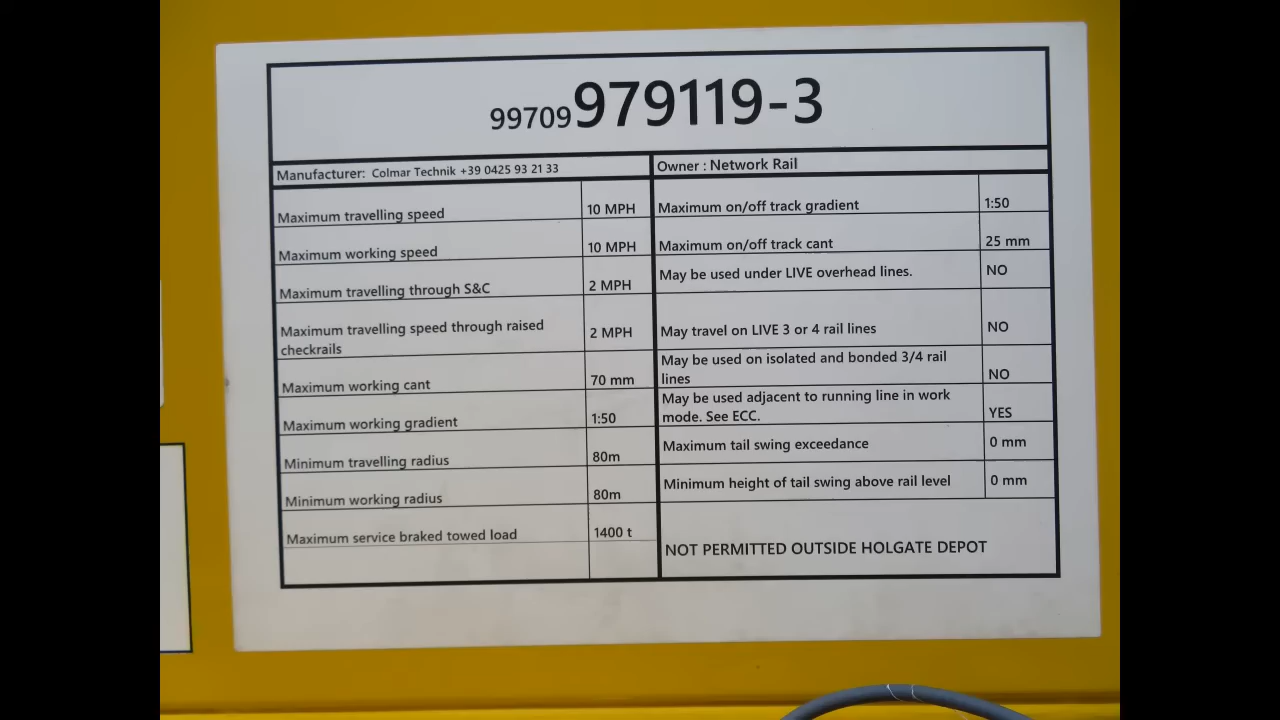 99709979119-3
Manufacturer: Colmar Technik +39 0425 93 21 33
Maximum travelling speed 10 MPH
Maximum working speed 10 MPH
Maximum travelling through S&C 2 MPH
Maximum travelling speed through raised
checkrails 2 MPH
Maximum working cant 70 mm
Maximum working gradient 1:50
Minimum travelling radius 80m
Minimum working radius 80m
Maximum service braked towed load 1400 t
Owner : Network Rail
Maximum on/off track gradient 1:50
Maximum on/off track cant 25 mm
May be used under LIVE overhead lines. NO
May travel on LIVE 3 or 4 rail lines NO
May be used on isolated and bonded 3/4 rail
lines NO
May be used adjacent to running line in work
mode. See ECC. YES
Maximum tail swing exceedance 0 mm
Minimum height of tail swing above rail level 0 mm
NOT PERMITTED OUTSIDE HOLGATE DEPOT